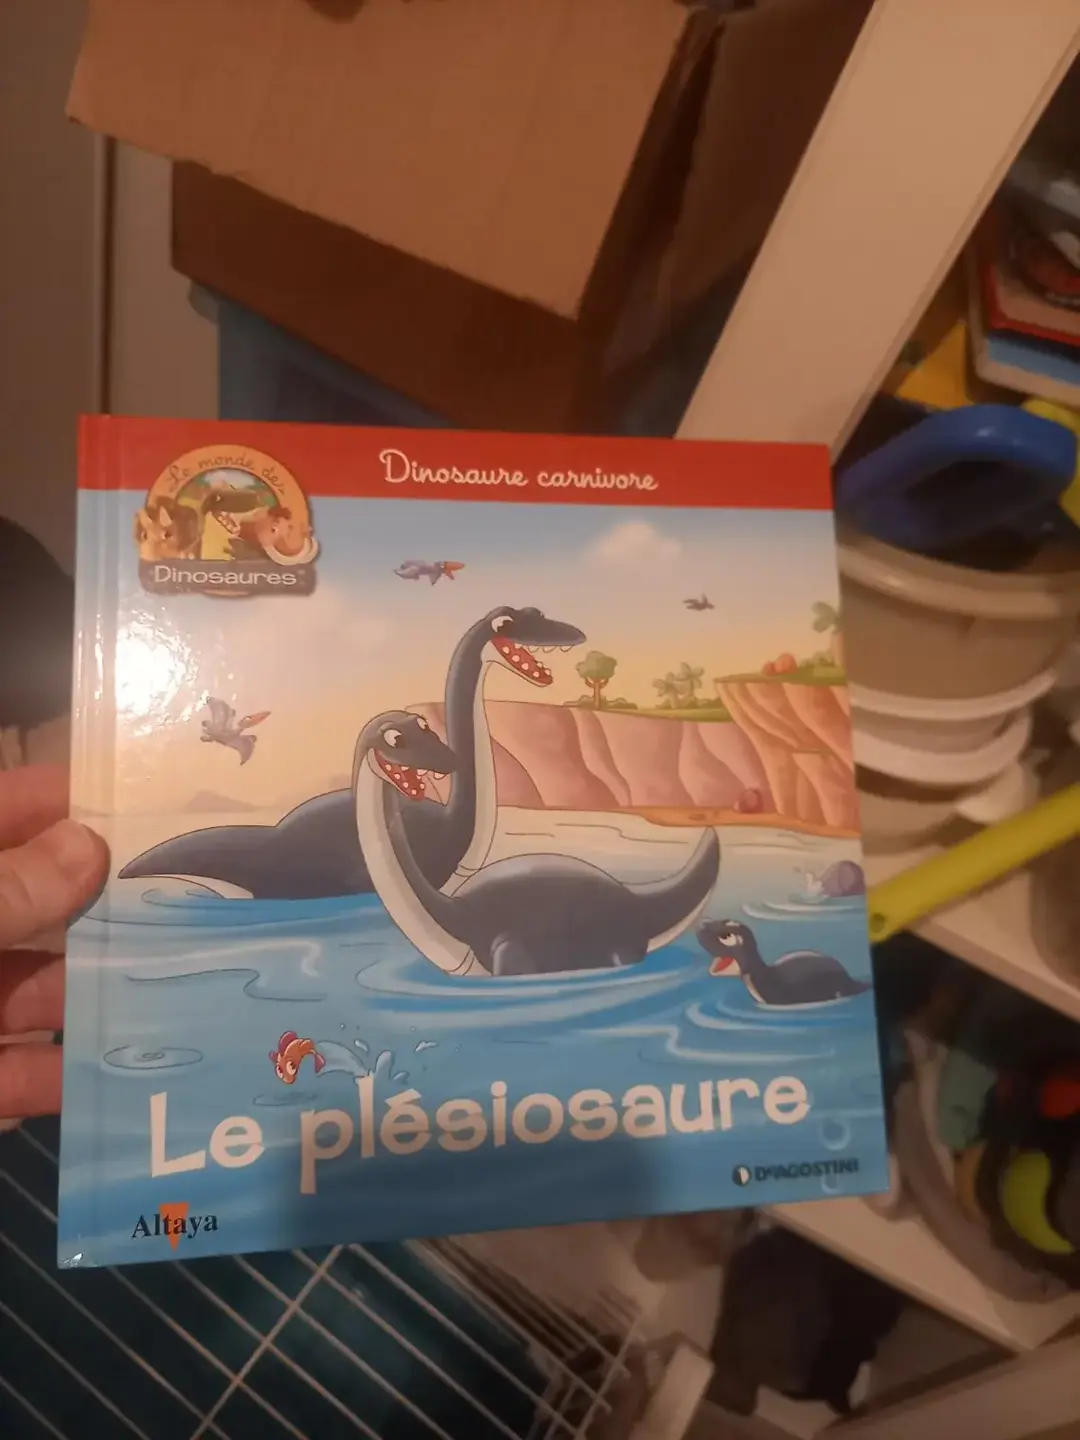 Dinosaure carnivore
Le monde des
Dinosaures
Le plésiosaure
DeAGOSTINI
Altaya